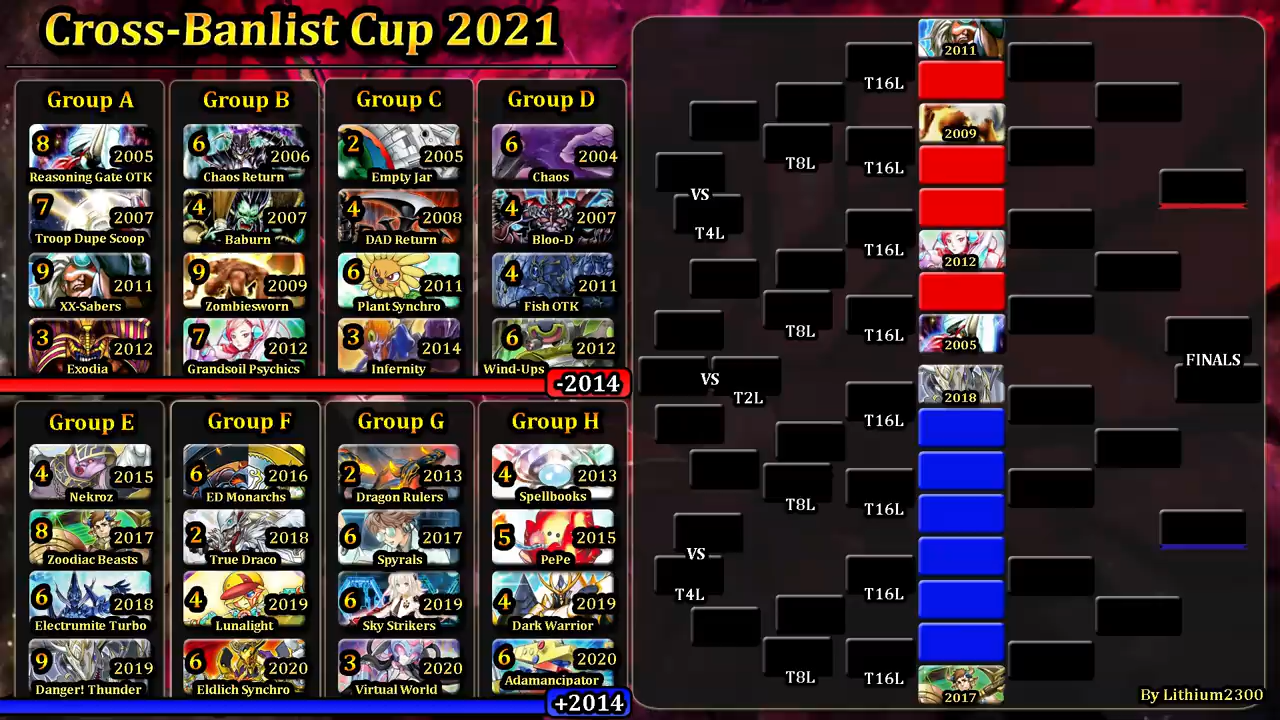 Cross-Banlist Cup 2021
Group A
8 2005
Reasoning Gate OTK
7 2007
Troop Dupe Scoop
9 2011
XX-Sabers
3 2012
Exodia
Group B
6 2006
Chaos Return
4 2007
Baburn
9 2009
Zombiesworn
7 2012
Grandsoil Psychics
Group C
2 2005
Empty Jar
4 2008
DAD Return
6 2011
Plant Synchro
3 2014
Infernity
Group D
6 2004
Chaos
4 2007
Bloo-D
4 2011
Fish OTK
6 2012
Wind-Ups
-2014
Group E
4 2015
Nekroz
8 2017
Zoodiac Beasts
6 2018
Electrumite Turbo
9 2019
Danger! Thunder
Group F
6 2016
ED Monarchs
2 2018
True Draco
4 2019
Lunalight
6 2020
Eldlich Synchro
Group G
2 2013
Dragon Rulers
6 2017
Spyrals
6 2019
Sky Strikers
3 2020
Virtual World
Group H
4 2013
Spellbooks
5 2015
PePe
4 2019
Dark Warrior
6 2020
Adamancipator
+2014
VS
T4L
VS
T2L
VS
T4L
T8L
T8L
T8L
T8L
T16L
T16L
T16L
T16L
T16L
T16L
T16L
T16L
2011
2009
2012
2005
2018
2017
FINALS
By Lithium2300